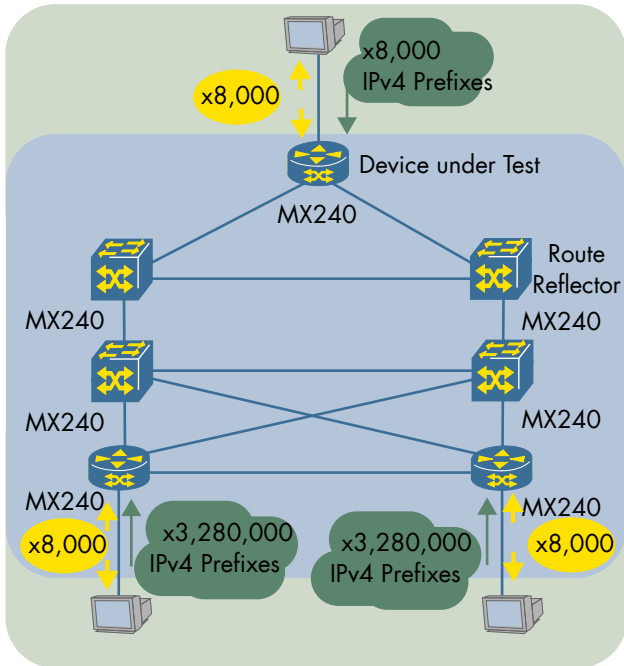 x8,000
IPv4 Prefixes
x8,000
Device under Test
MX240
Route
Reflector
MX240
MX240
MX240
MX240
MX240
MX240
x8,000
x3,280,000
IPv4 Prefixes
x3,280,000
IPv4 Prefixes
x8,000